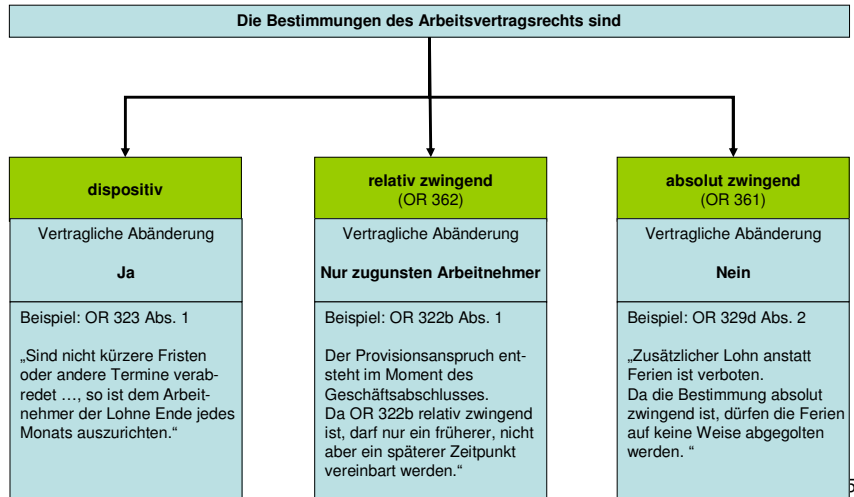 Die Bestimmungen des Arbeitsvertragsrechts sind
dispositiv
Vertragliche Abänderung
Ja
Beispiel: OR 323 Abs. 1
„Sind nicht kürzere Fristen
oder andere Termine verab-
redet …, so ist dem Arbeit-
nehmer der Lohne Ende jedes
Monats auszurichten.“
relativ zwingend
(OR 362)
Vertragliche Abänderung
Nur zugunsten Arbeitnehmer
Beispiel: OR 322b Abs. 1
Der Provisionsanspruch ent-
steht im Moment des
Geschäftsabschlusses.
Da OR 322b relativ zwingend
ist, darf nur ein früherer, nicht
aber ein späterer Zeitpunkt
vereinbart werden.“
absolut zwingend
(OR 361)
Vertragliche Abänderung
Nein
Beispiel: OR 329d Abs. 2
„Zusätzlicher Lohn anstatt
Ferien ist verboten.
Da die Bestimmung absolut
zwingend ist, dürfen die Ferien
auf keine Weise abgegolten
werden. “